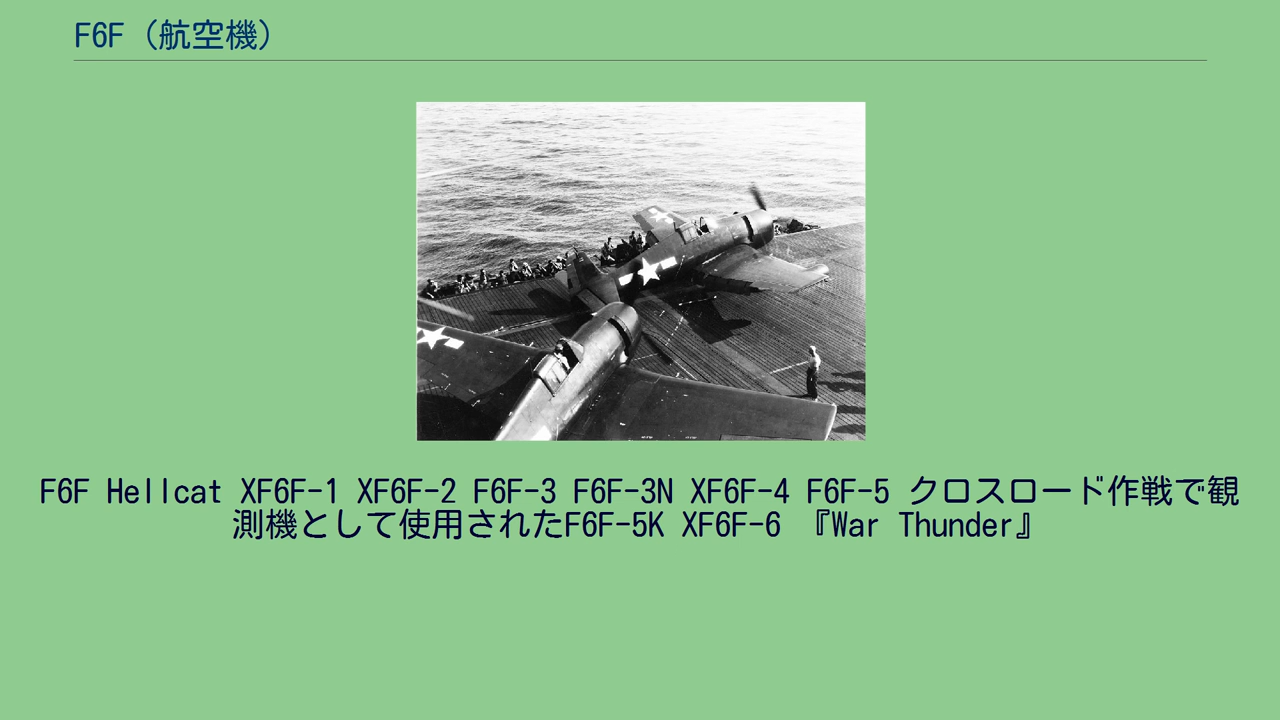 F6F（航空機）
F6F Hellcat XF6F-1 XF6F-2 F6F-3 F6F-3N XF6F-4 F6F-5 クロスロード作戦で観
測機として使用されたF6F-5K XF6F-6 『War Thunder』